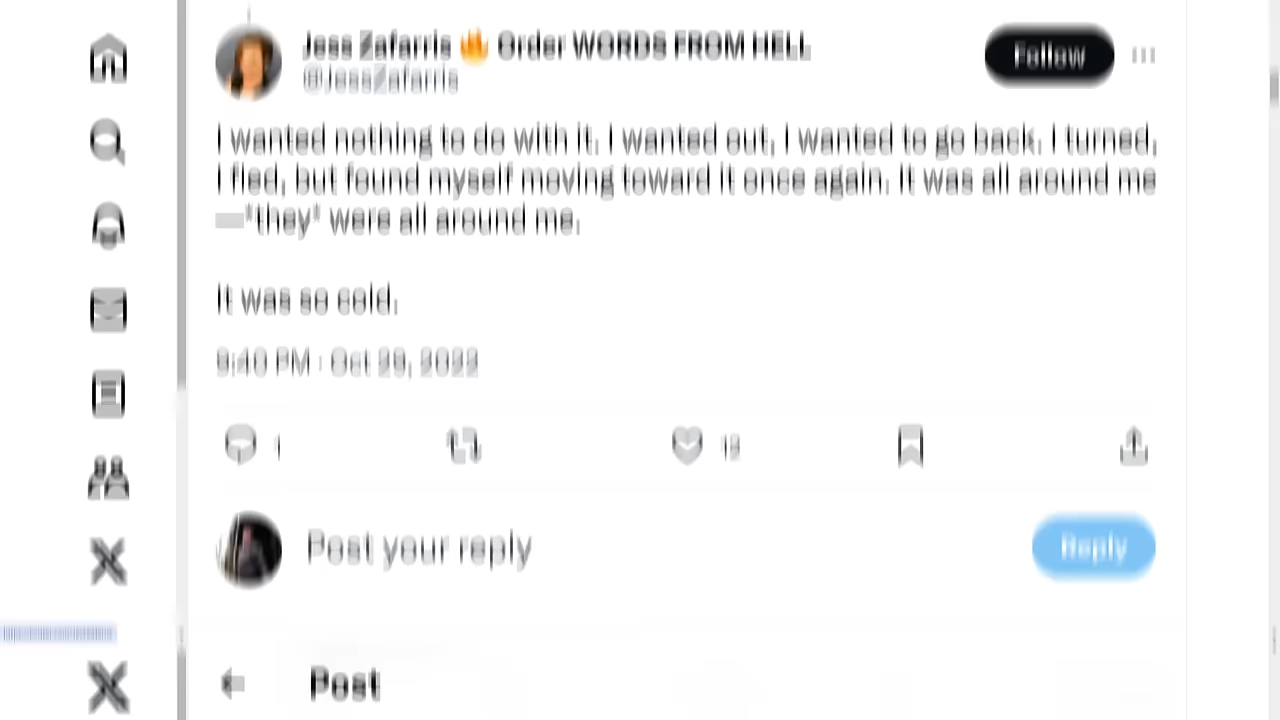 Jess Zafarris 🔥 Order WORDS FROM HELL
@JessZafarris
Follow
I wanted nothing to do with it. I wanted out, I wanted to go back. I turned,
I fled, but found myself moving toward it once again. It was all around me
—*they* were all around me.
It was so cold.
9:40 PM · Oct 29, 2022
1
Post your reply
Reply
Post